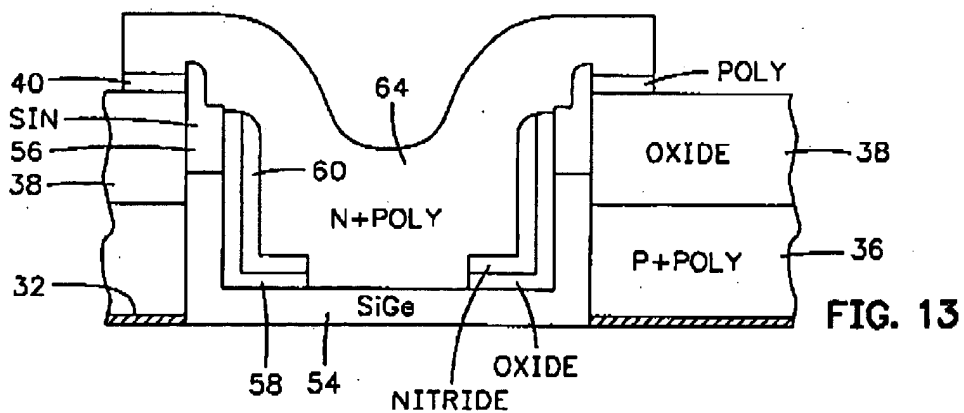 40
SIN
56
38
32
64
60
N+POLY
SiGe
58
54
NITRIDE
OXIDE
POLY
OXIDE
38
P+POLY
36
FIG. 13